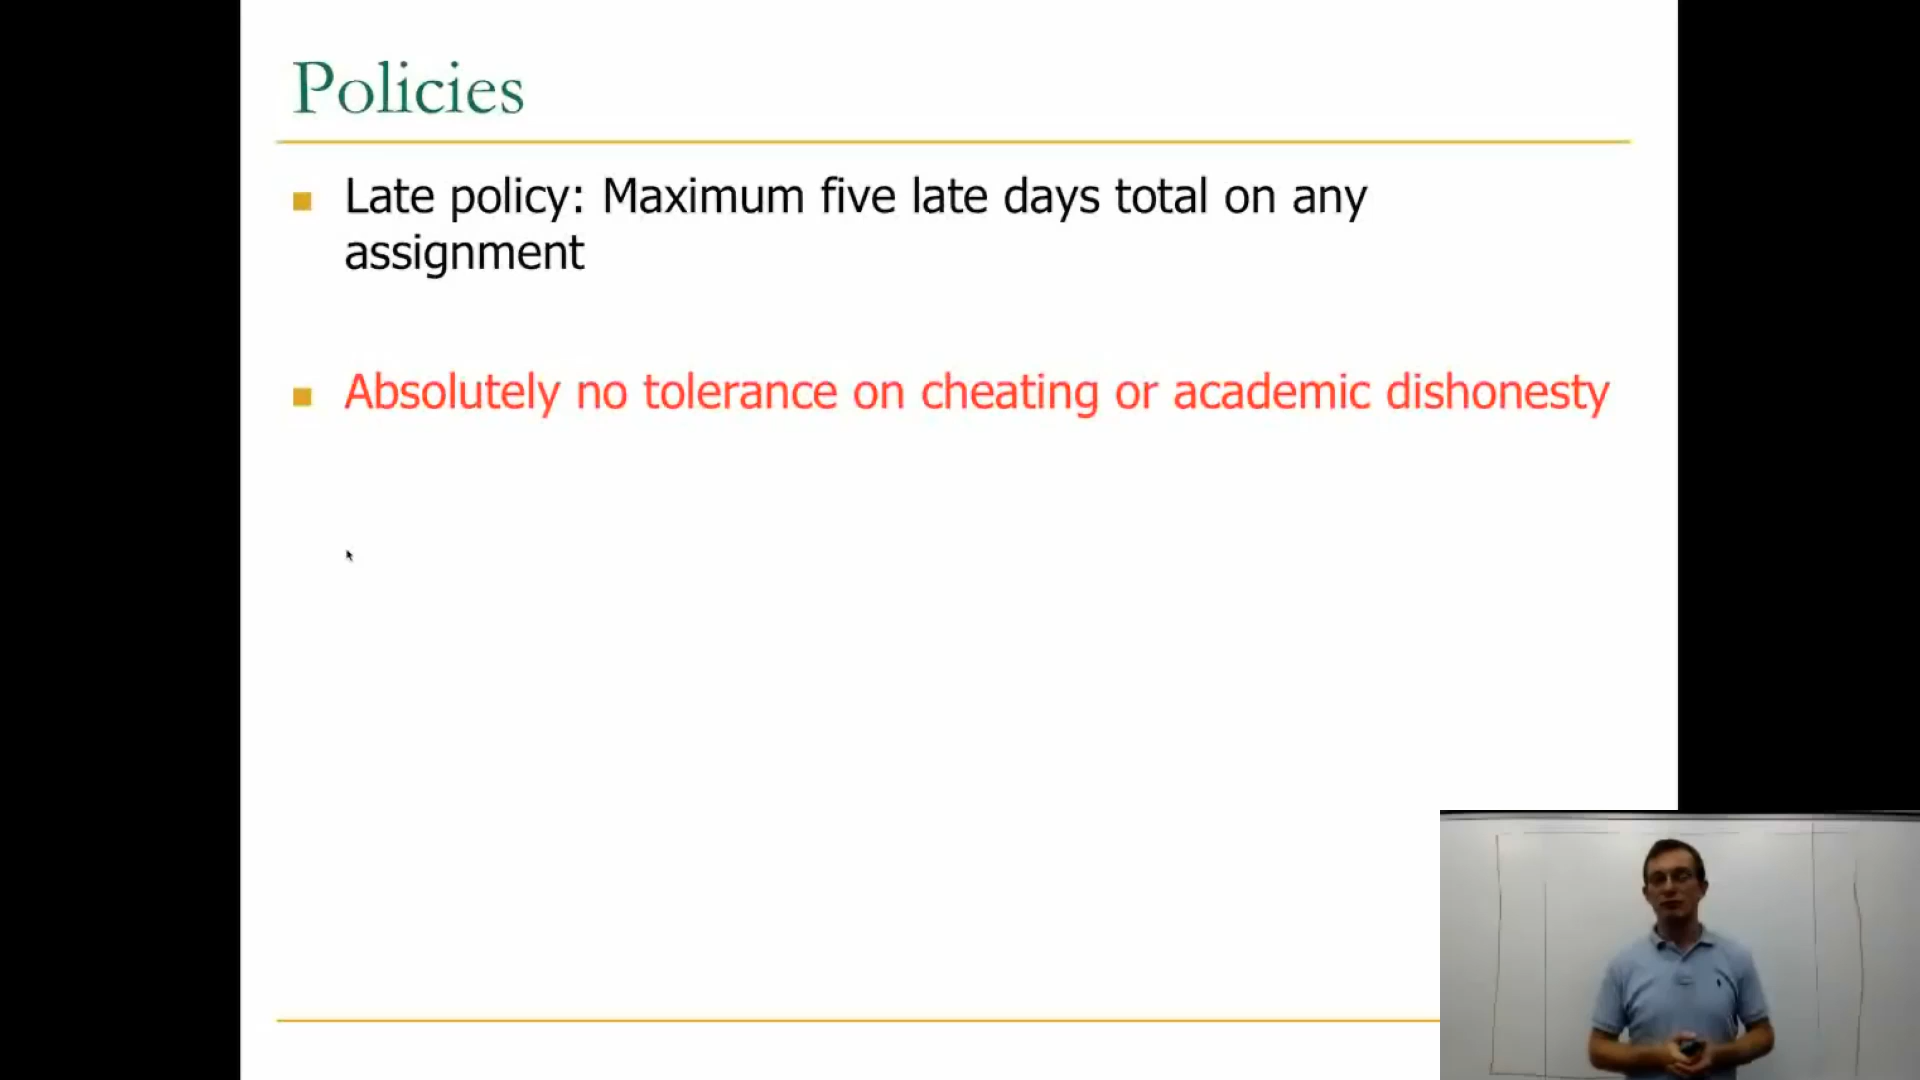 Policies
Late policy: Maximum five late days total on any
assignment
Absolutely no tolerance on cheating or academic dishonesty